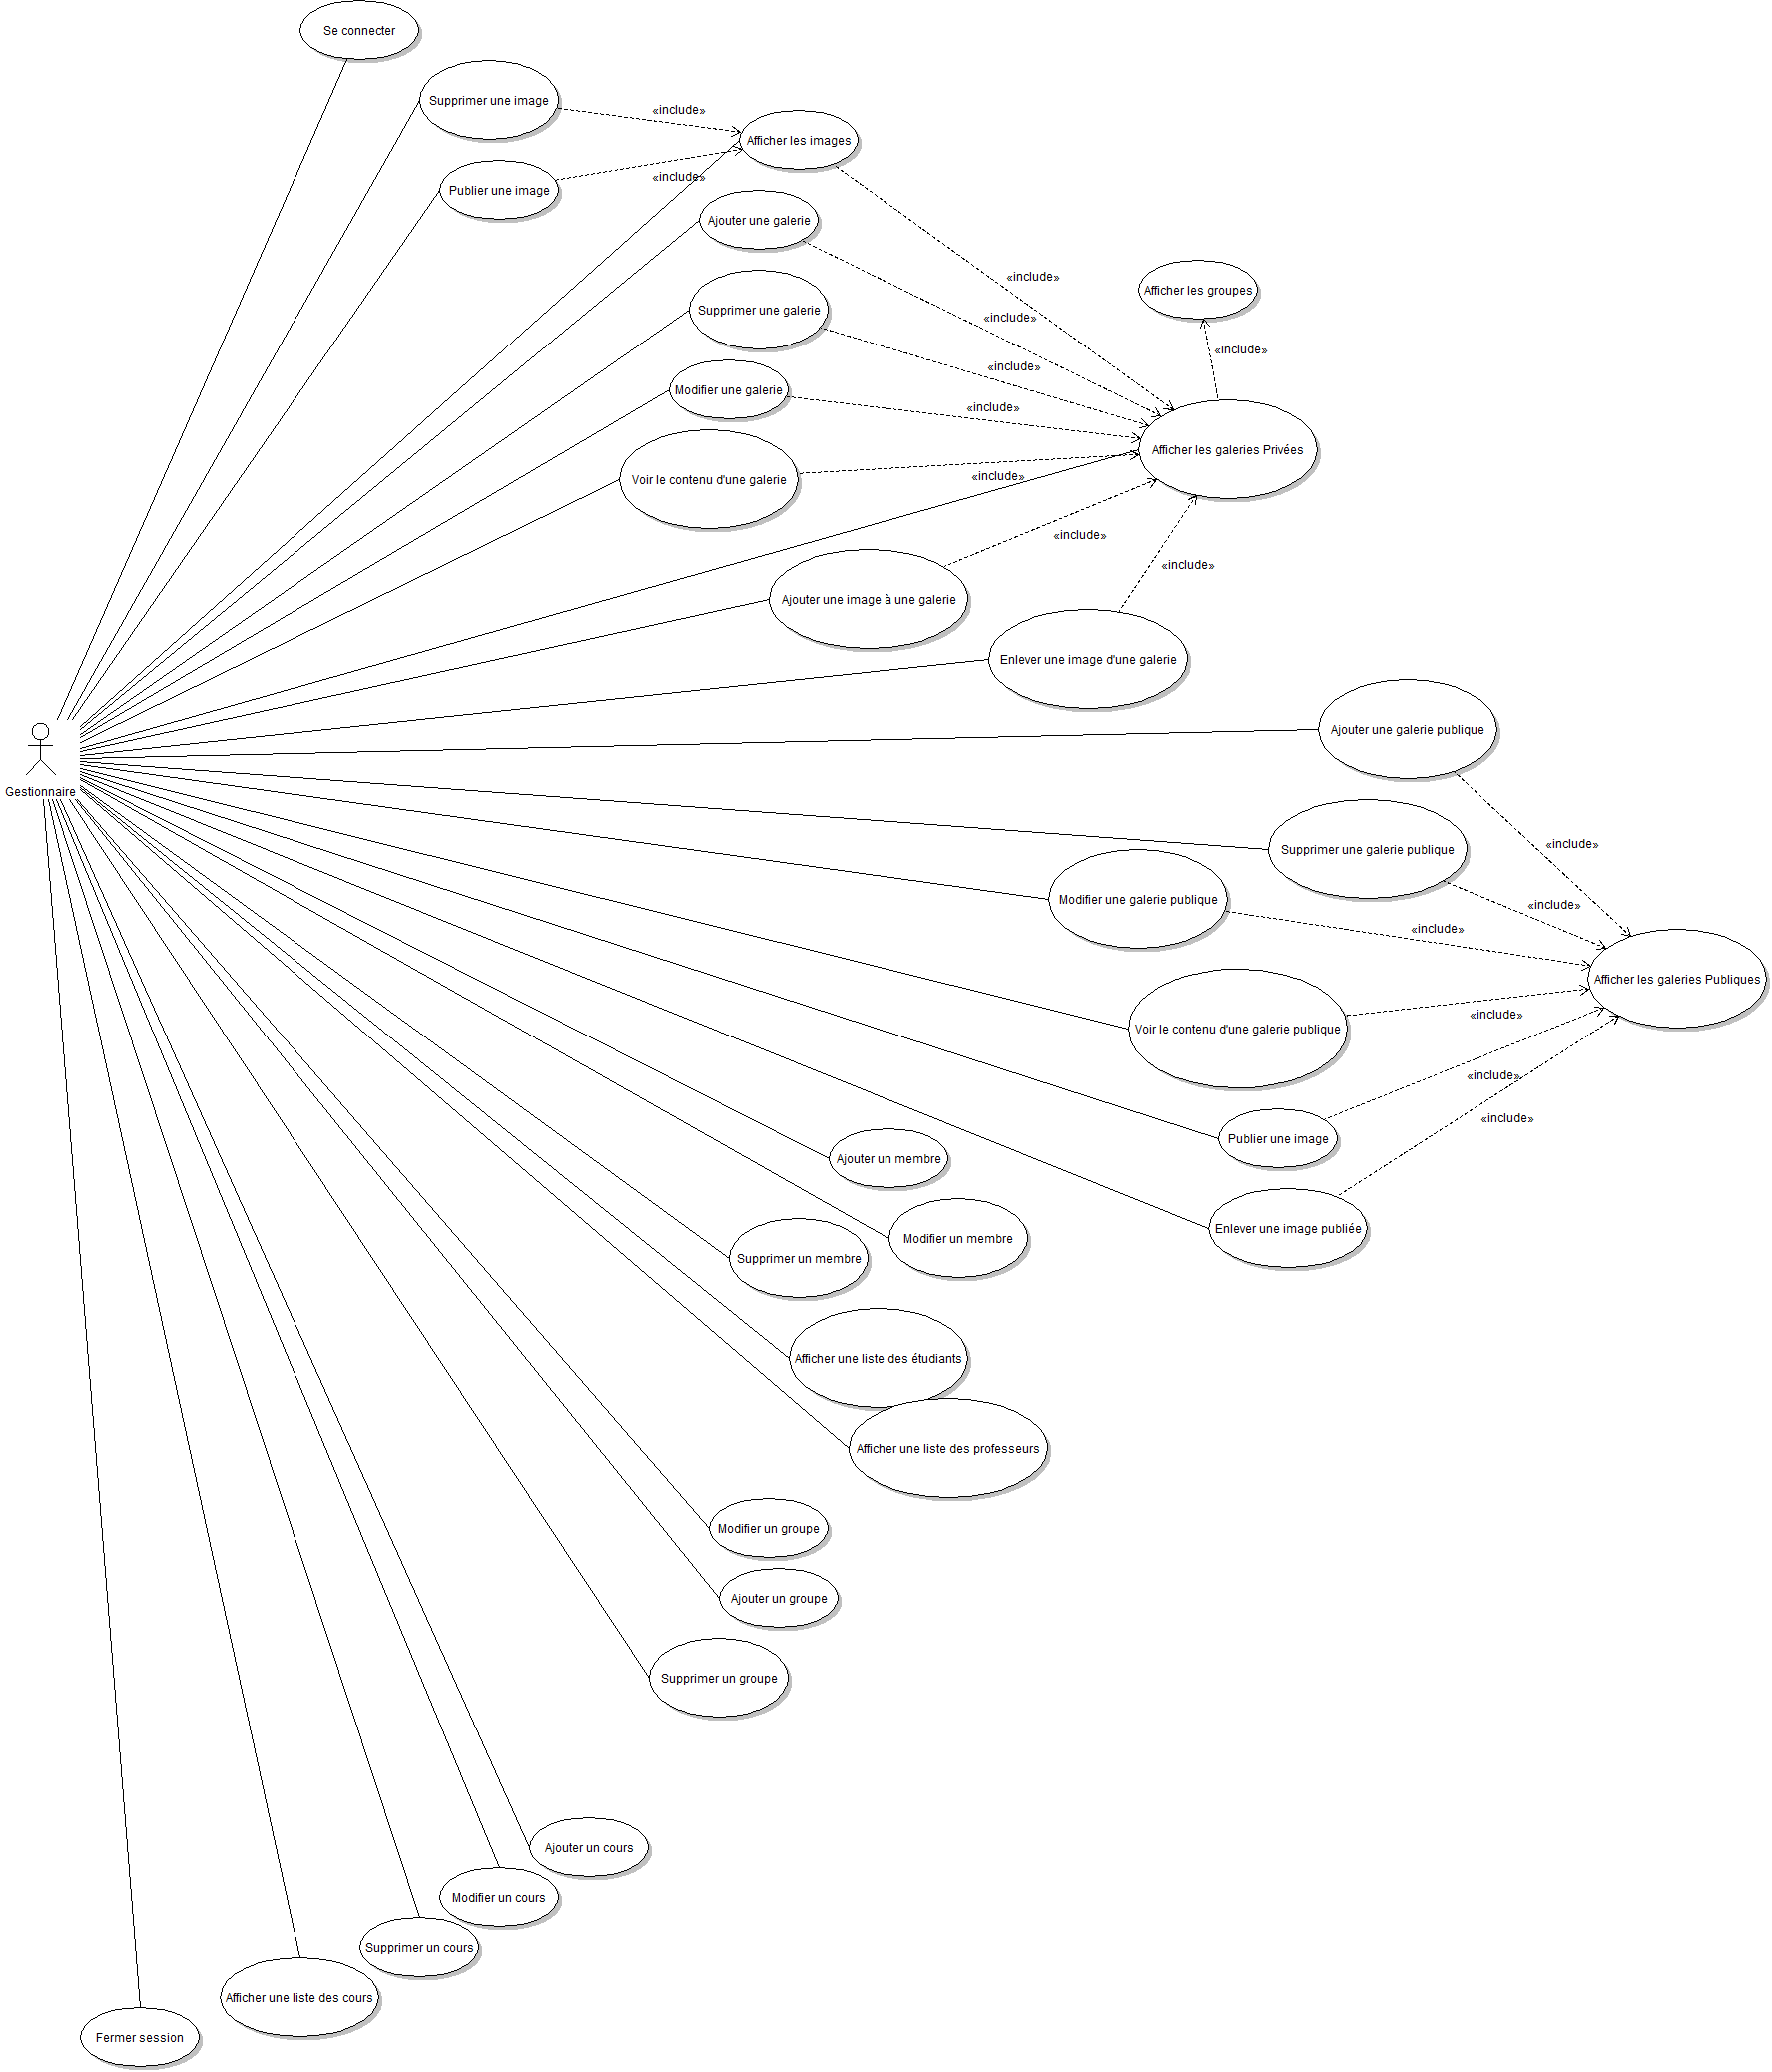 Se connecter
Supprimer une image
«include»
Afficher les images
Publier une image
«include»
Ajouter une galerie
«include»
Afficher les groupes
Supprimer une galerie
«include»
«include»
Modifier une galerie
«include»
«include»
Afficher les galeries Privées
Voir le contenu d'une galerie
«include»
«include»
«include»
Ajouter une image à une galerie
Enlever une image d'une galerie
Ajouter une galerie publique
Gestionnaire
«include»
Supprimer une galerie publique
Modifier une galerie publique
«include»
«include»
Afficher les galeries Publiques
Voir le contenu d'une galerie publique
«include»
«include»
Publier une image
«include»
Ajouter un membre
Enlever une image publiée
Modifier un membre
Supprimer un membre
Afficher une liste des étudiants
Afficher une liste des professeurs
Modifier un groupe
Ajouter un groupe
Supprimer un groupe
Ajouter un cours
Modifier un cours
Supprimer un cours
Afficher une liste des cours
Fermer session